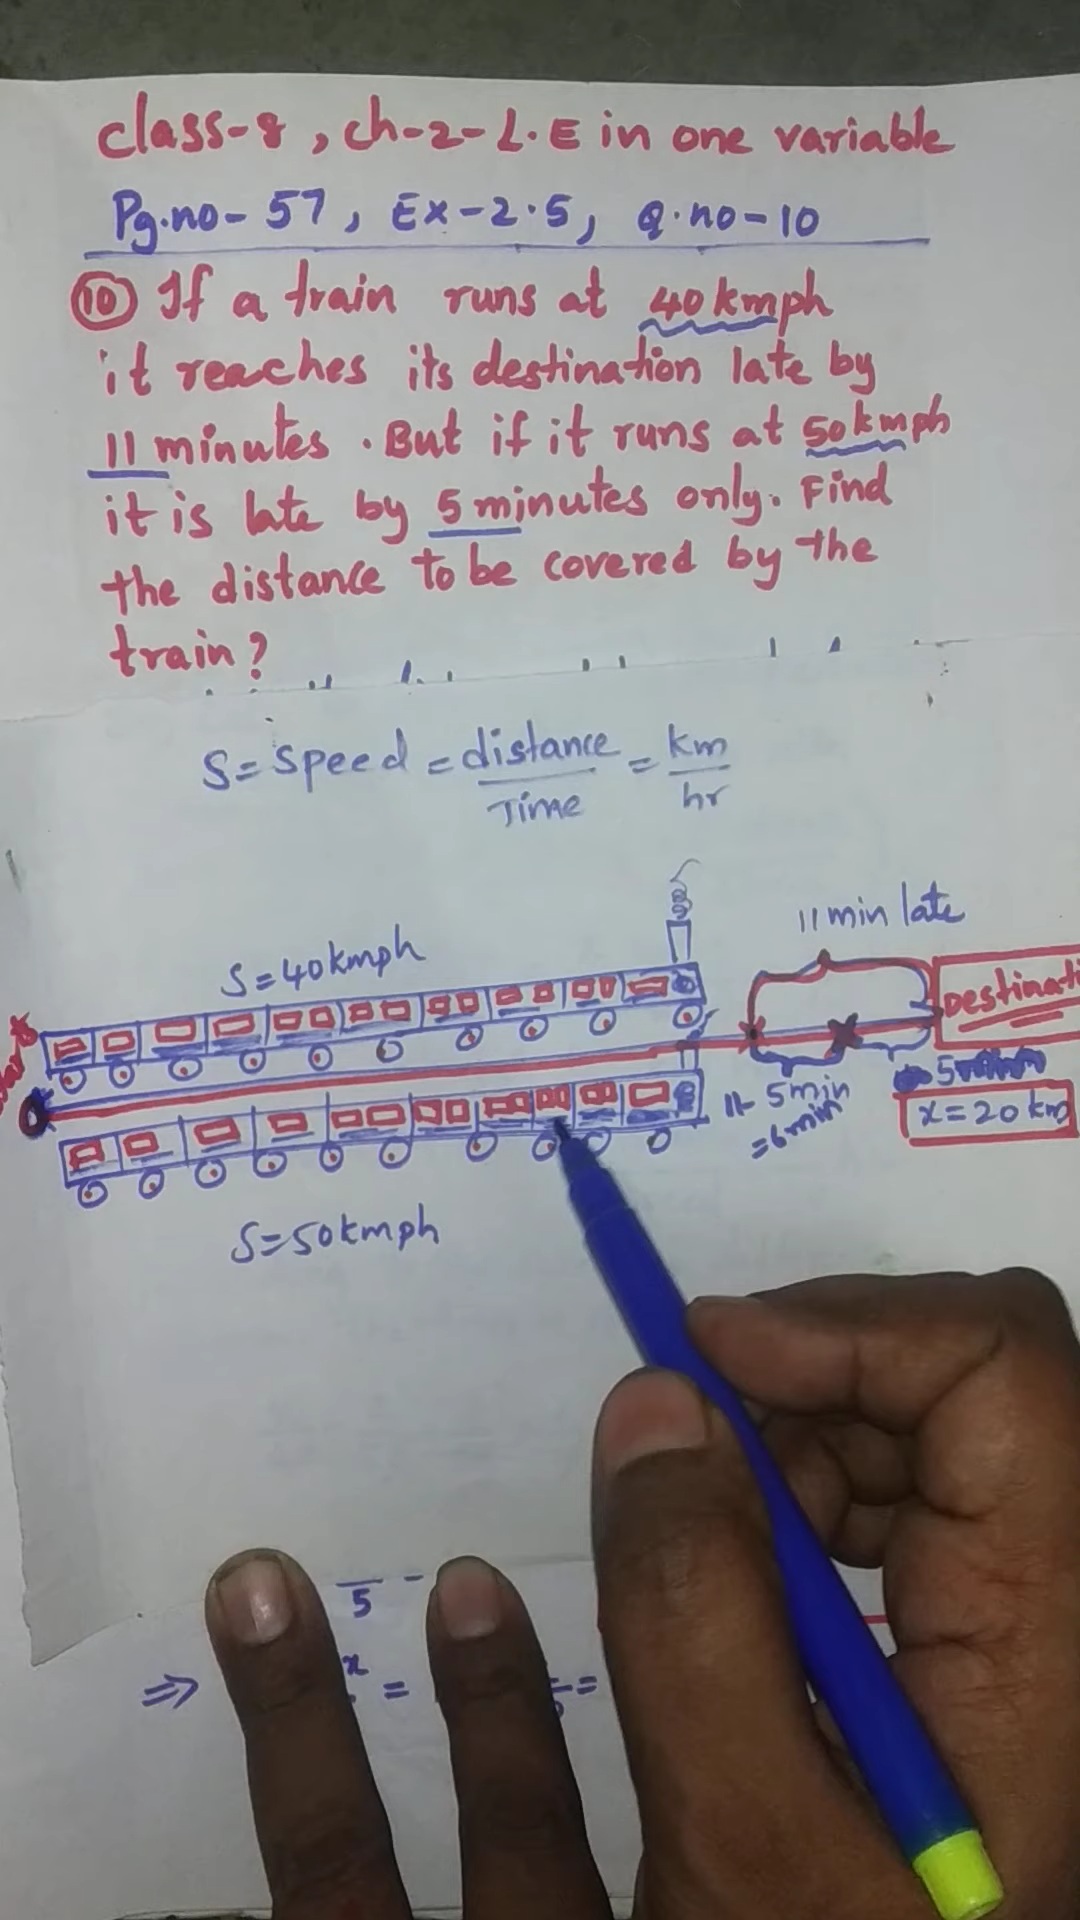 class-8, ch-2-L.E in one variable
Pg.no-57, Ex-2.5, Q.no-10
10 If a train runs at 40kmph
it reaches its destination late by
11 minutes. But if it runs at 50kmph
it is late by 5 minutes only. Find
the distance to be covered by the
train?
S=Speed=distance/Time=km/hr
11 min late
S=40kmph
Destinati
11-5min
=6min
5
x=20km
S=50kmph
5 -
⇒ x = =